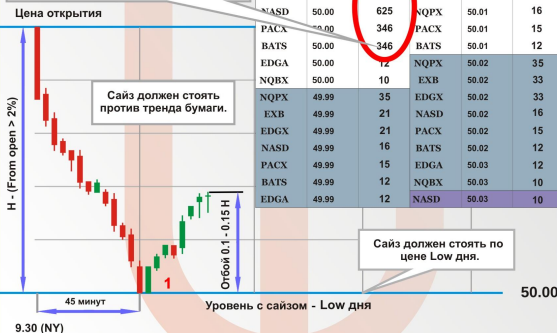 Цена открытия
NASD 50.00 625 NQPX 50.01 16
PACX 50.00 346 PACX 50.01 15
BATS 50.00 346 BATS 50.01 12
EDGA 50.00 12 NQPX 50.02 35
NQBX 50.00 10 EXB 50.02 33
NQPX 49.99 35 EDGX 50.02 33
EXB 49.99 21 NASD 50.02 16
EDGX 49.99 21 PACX 50.02 15
NASD 49.99 16 BATS 50.02 12
PACX 49.99 15 EDGA 50.03 12
BATS 49.99 12 NQBX 50.03 10
EDGA 49.99 12 NASD 50.03 10
Сайз должен стоять
против тренда бумаги.
H - (From open > 2%)
Отбой 0.1 - 0.15 H
1
Сайз должен стоять по
цене Low дня.
45 минут
Уровень с сайзом - Low дня
50.00
9.30 (NY)